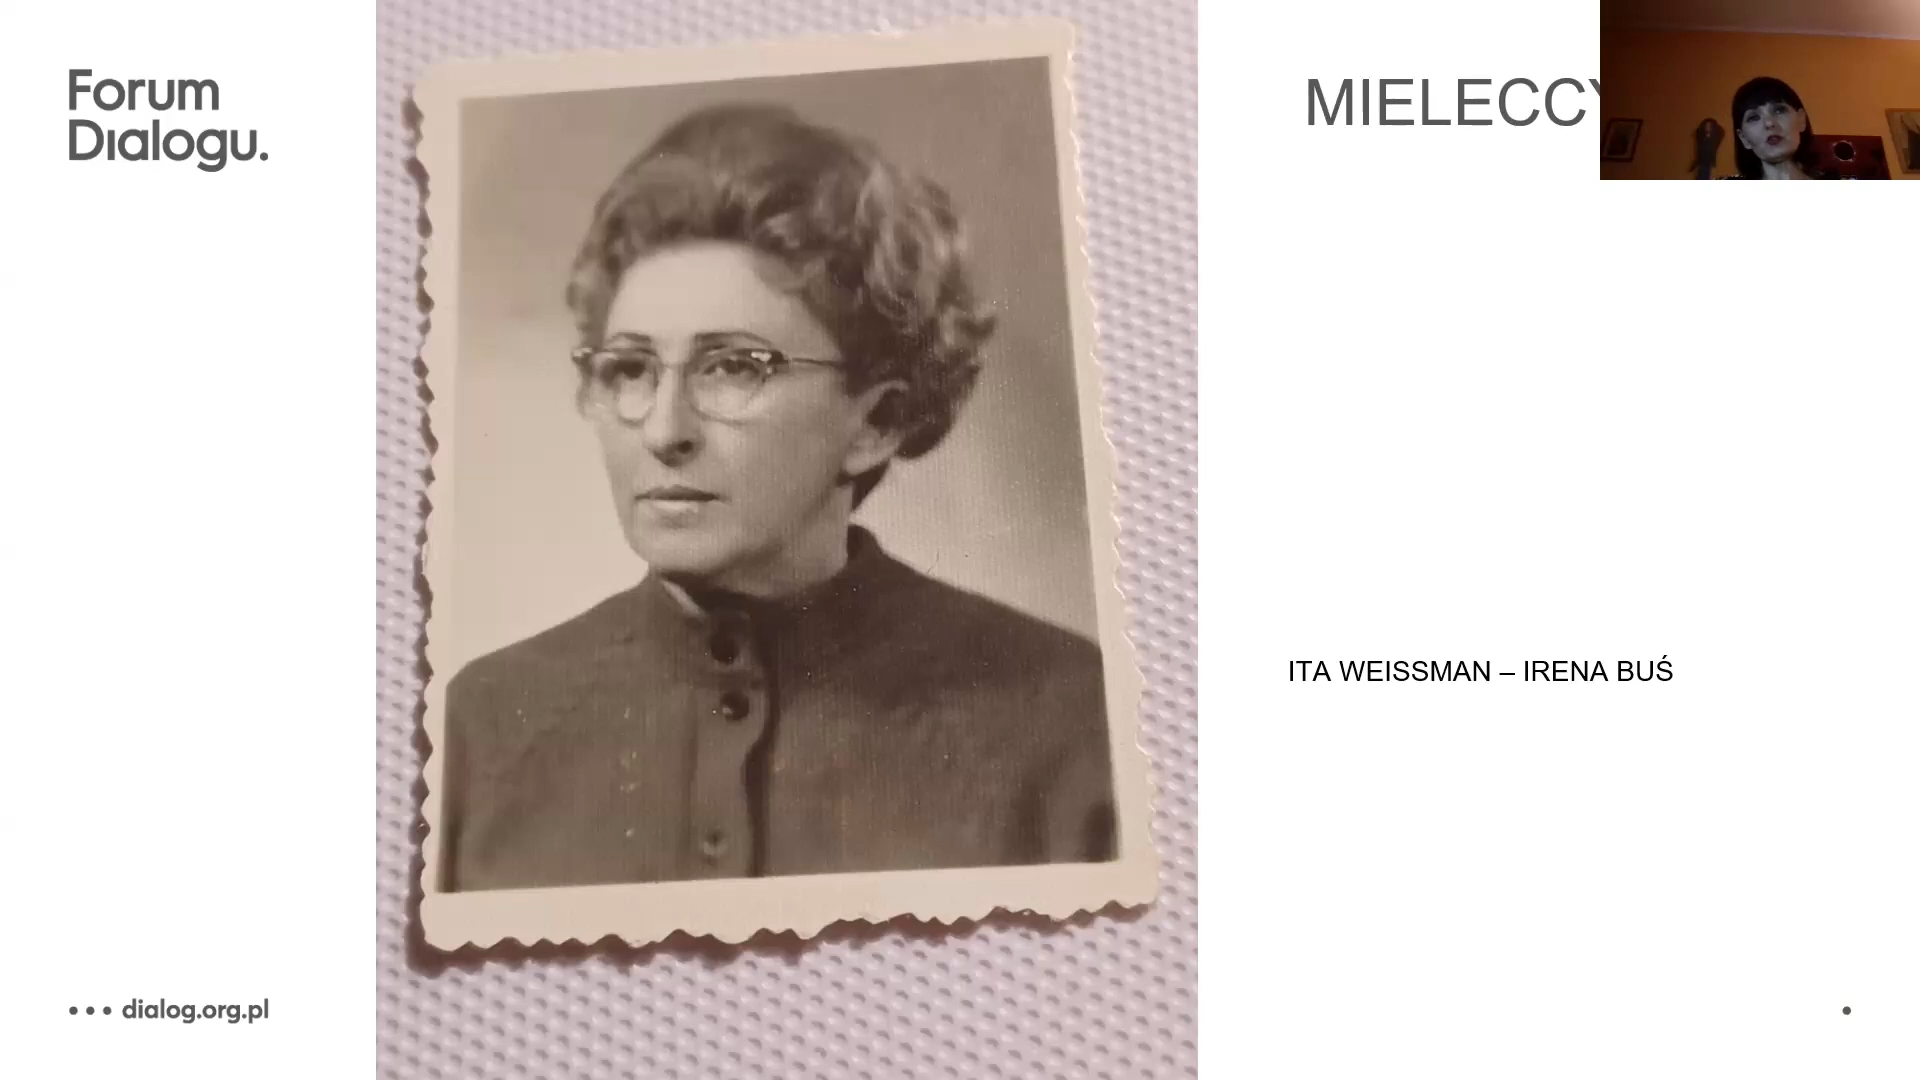 Forum
Dialogu.
MIELECCY
ITA WEISSMAN – IRENA BUŚ
dialog.org.pl